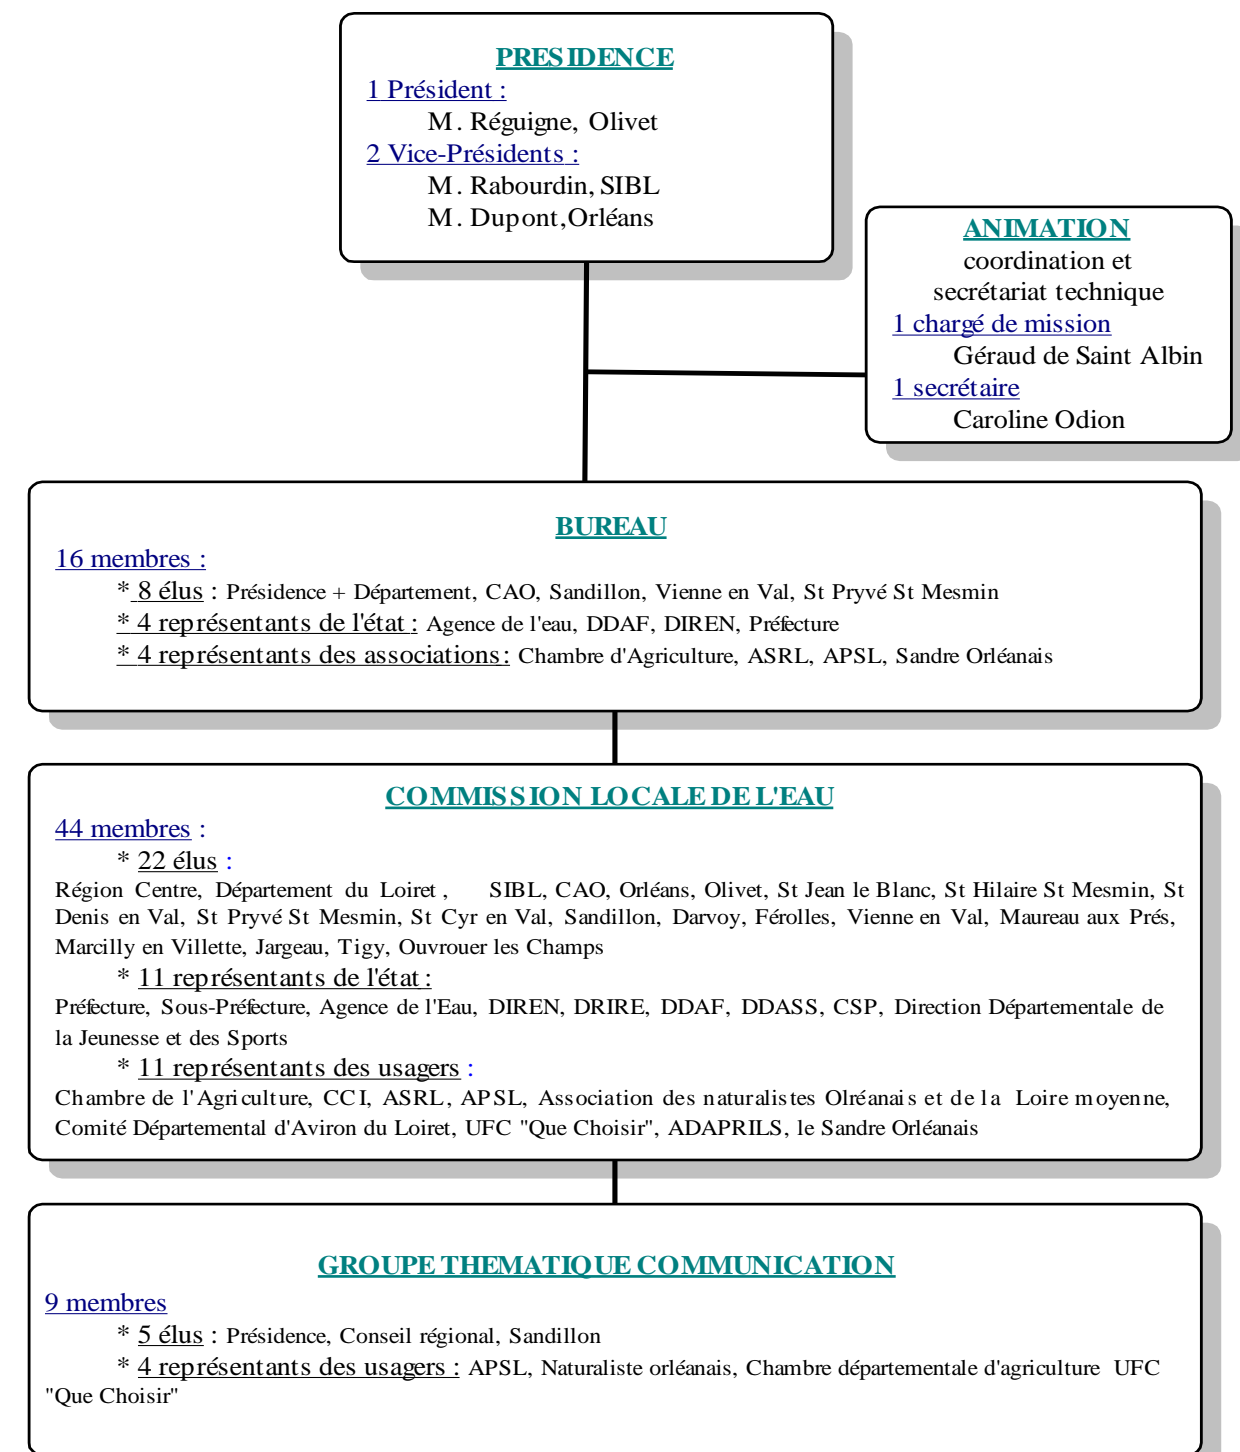 PRESIDENCE
1 Président :
M. Réguigne, Olivet
2 Vice-Présidents :
M. Rabourdin, SIBL
M. Dupont, Orléans
ANIMATION
coordination et
secrétariat technique
1 chargé de mission
Géraud de Saint Albin
1 secrétaire
Caroline Odion
BUREAU
16 membres :
* 8 élus : Présidence + Département, CAO, Sandillon, Vienne en Val, St Pryvé St Mesmin
* 4 représentants de l'état : Agence de l'eau, DDAF, DIREN, Préfecture
* 4 représentants des associations : Chambre d'Agriculture, ASRL, APSL, Sandre Orléanais
COMMISSION LOCALE DE L'EAU
44 membres :
* 22 élus :
Région Centre, Département du Loiret , SIBL, CAO, Orléans, Olivet, St Jean le Blanc, St Hilaire St Mesmin, St
Denis en Val, St Pryvé St Mesmin, St Cyr en Val, Sandillon, Darvoy, Férolles, Vienne en Val, Maureau aux Prés,
Marcilly en Villette, Jargeau, Tigy, Ouvrouer les Champs
* 11 représentants de l'état :
Préfecture, Sous-Préfecture, Agence de l'Eau, DIREN, DRIRE, DDAF, DDASS, CSP, Direction Départementale de
la Jeunesse et des Sports
* 11 représentants des usagers :
Chambre de l'Agriculture, CCI, ASRL, APSL, Association des naturalistes Olréanais et de la Loire moyenne,
Comité Départemental d'Aviron du Loiret, UFC "Que Choisir", ADAPRILS, le Sandre Orléanais
GROUPE THEMATIQUE COMMUNICATION
9 membres
* 5 élus : Présidence, Conseil régional, Sandillon
* 4 représentants des usagers : APSL, Naturaliste orléanais, Chambre départementale d'agriculture UFC
"Que Choisir"